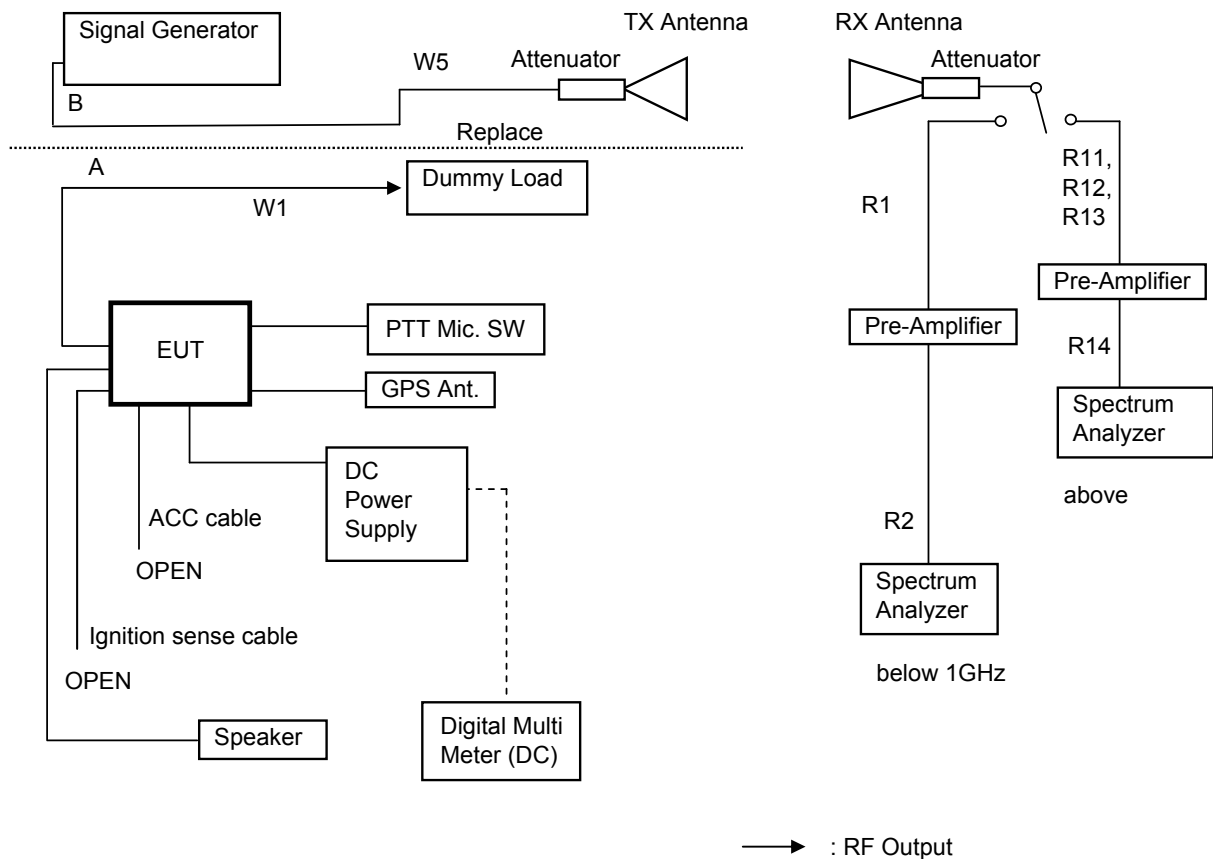 TX Antenna
RX Antenna
Signal Generator
W5
Attenuator
Attenuator
B
Replace
A
Dummy Load
W1
R1
R11,
R12,
R13
Pre-Amplifier
Pre-Amplifier
R14
EUT
PTT Mic. SW
GPS Ant.
Spectrum
Analyzer
above
DC
Power
Supply
ACC cable
OPEN
R2
Spectrum
Analyzer
below 1GHz
Ignition sense cable
OPEN
Speaker
Digital Multi
Meter (DC)
: RF Output